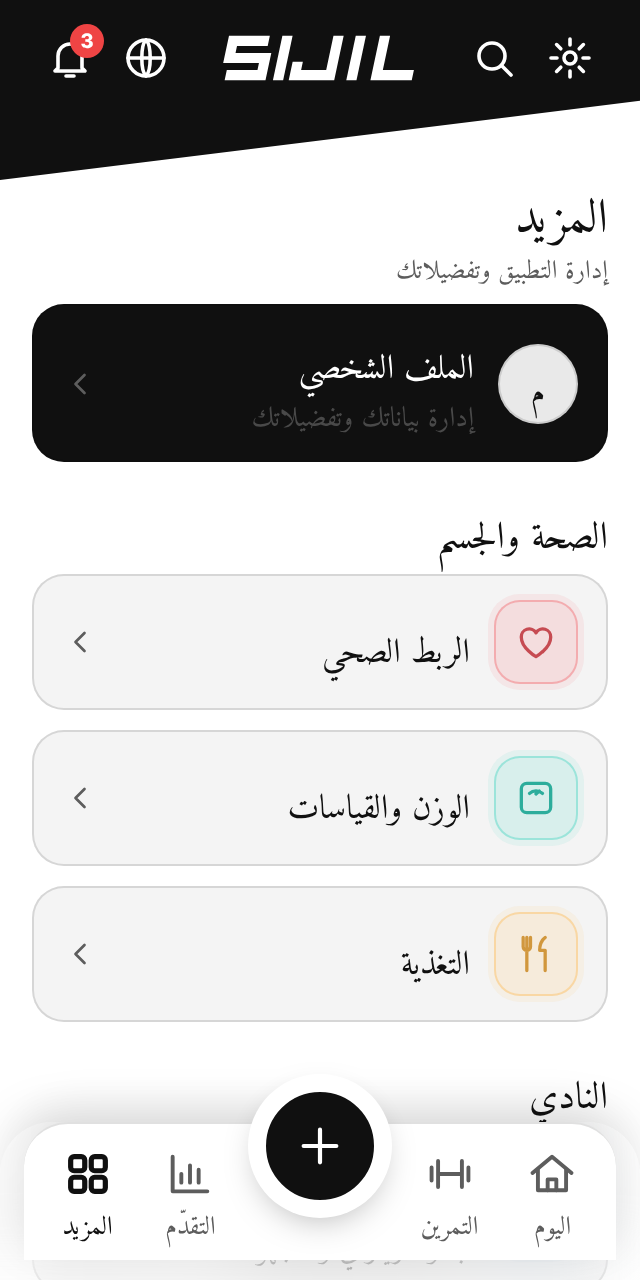 3
SIJIL
المزيد
إدارة التطبيق وتفضيلاتك
م
الملف الشخصي
إدارة بياناتك وتفضيلاتك
الصحة والجسم
الربط الصحي
الوزن والقياسات
التغذية
النادي
اليوم
التمرين
التقدّم
المزيد